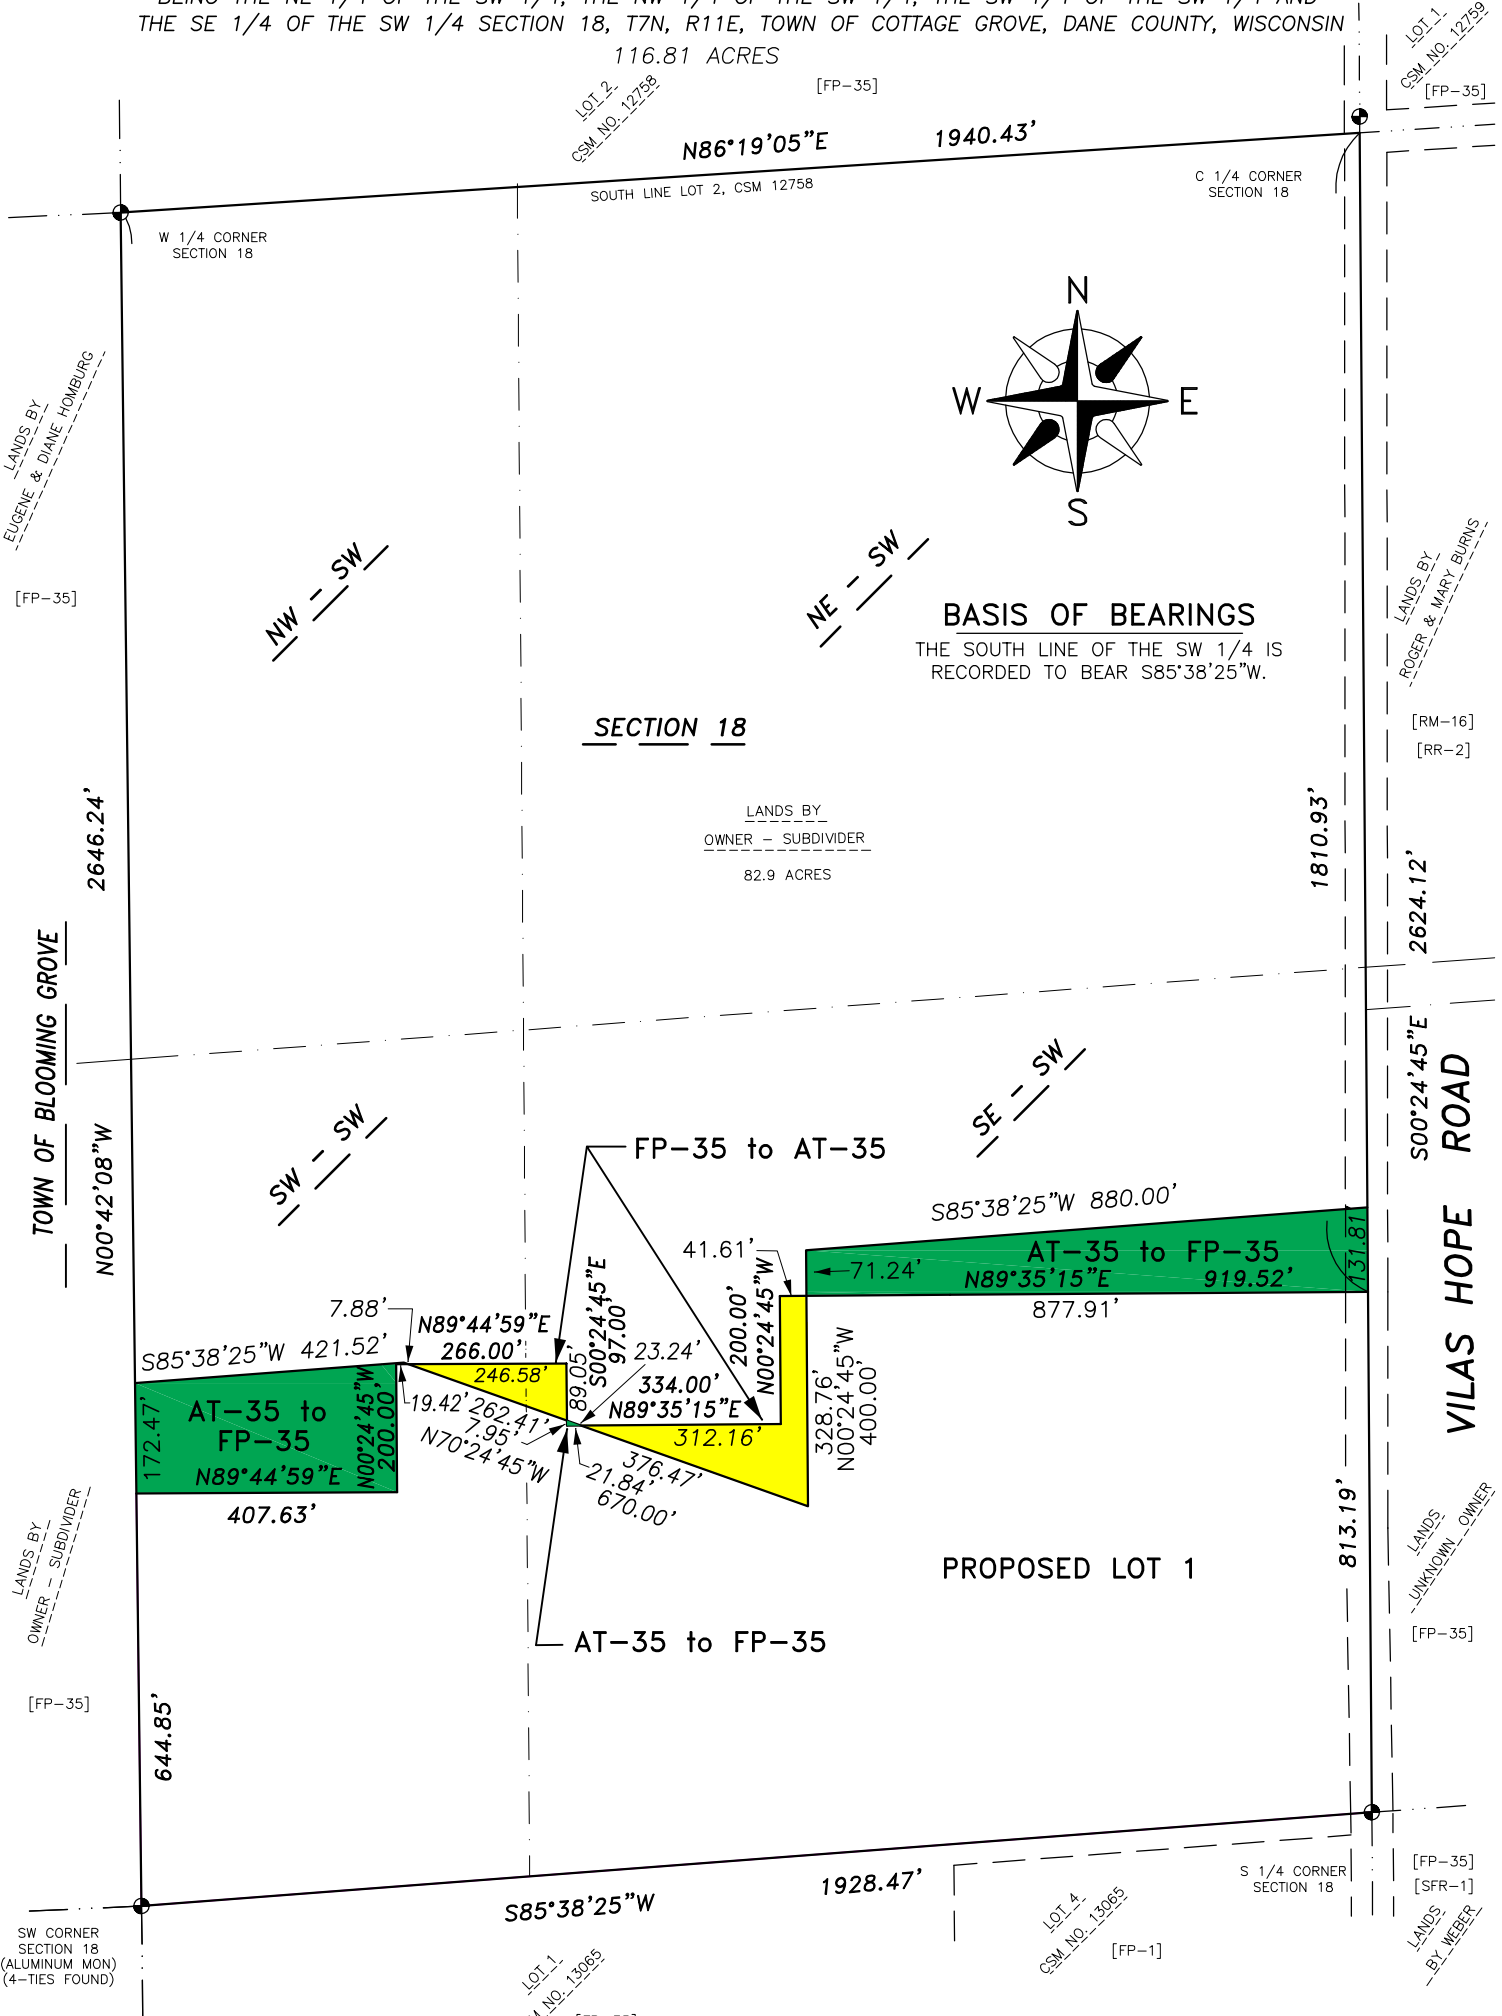 THE SE 1/4 OF THE SW 1/4 SECTION 18, T7N, R11E, TOWN OF COTTAGE GROVE, DANE COUNTY, WISCONSIN
116.81 ACRES
LOT 2
CSM NO. 12758
[FP-35]
LOT 1
CSM NO. 12759
[FP-35]
N86°19'05"E 1940.43'
SOUTH LINE LOT 2, CSM 12758
C 1/4 CORNER
SECTION 18
W 1/4 CORNER
SECTION 18
N
W E
S
LANDS BY
EUGENE & DIANE HOMBURG
[FP-35]
NW - SW
NE - SW
BASIS OF BEARINGS
THE SOUTH LINE OF THE SW 1/4 IS
RECORDED TO BEAR S85°38'25"W.
LANDS BY
ROGER & MARY BURNS
[RM-16]
[RR-2]
SECTION 18
LANDS BY
OWNER - SUBDIVIDER
82.9 ACRES
2646.24'
1810.93'
2624.12'
TOWN OF BLOOMING GROVE
N00°42'08"W
S00°24'45"E
VILAS HOPE ROAD
SW - SW
SE - SW
FP-35 to AT-35
S85°38'25"W 880.00'
AT-35 to FP-35
N89°35'15"E 919.52'
877.91'
131.81'
71.24'
41.61'
200.00'
N00°24'45"W
328.76'
N00°24'45"W
400.00'
7.88'
S85°38'25"W 421.52'
N89°44'59"E
266.00'
246.58'
89.05'
S00°24'45"E
97.00'
23.24'
334.00'
N89°35'15"E
312.16'
19.42'
262.41'
7.95'
N70°24'45"W
376.47'
21.84'
670.00'
172.47'
AT-35 to
FP-35
N89°44'59"E
N00°24'45"W
200.00'
407.63'
LANDS BY
OWNER - SUBDIVIDER
[FP-35]
PROPOSED LOT 1
813.19'
LANDS
UNKNOWN OWNER
[FP-35]
AT-35 to FP-35
644.85'
S85°38'25"W 1928.47'
S 1/4 CORNER
SECTION 18
[FP-35]
[SFR-1]
LANDS
BY WEBER
SW CORNER
SECTION 18
(ALUMINUM MON)
(4-TIES FOUND)
LOT 1
NO. 13065
LOT 4
CSM NO. 13065
[FP-1]